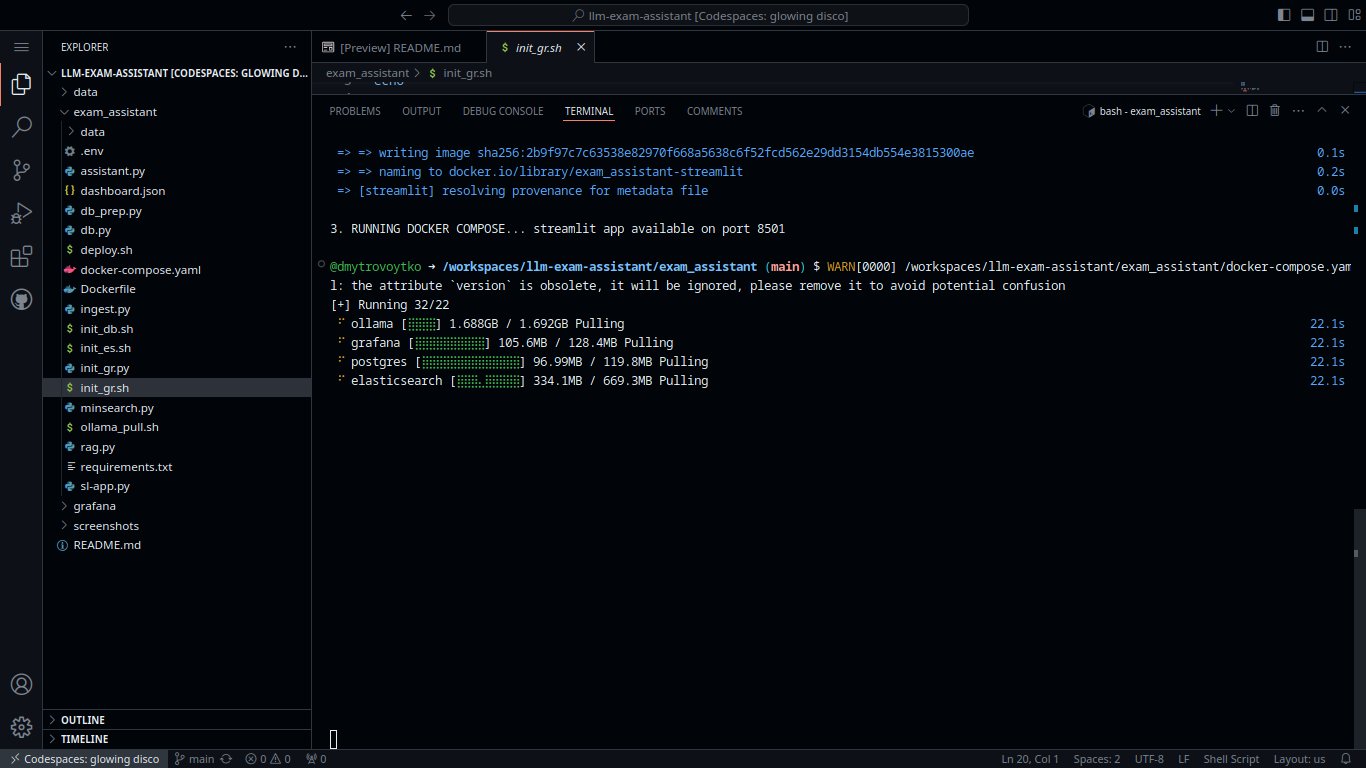 llm-exam-assistant [Codespaces: glowing disco]
EXPLORER
[Preview] README.md
init_gr.sh
LLM-EXAM-ASSISTANT [CODESPACES: GLOWING D...
exam_assistant > init_gr.sh
data
exam_assistant
data
.env
assistant.py
dashboard.json
db_prep.py
db.py
deploy.sh
docker-compose.yaml
Dockerfile
ingest.py
init_db.sh
init_es.sh
init_gr.py
init_gr.sh
minsearch.py
ollama_pull.sh
rag.py
requirements.txt
sl-app.py
grafana
screenshots
README.md
OUTLINE
TIMELINE
PROBLEMS OUTPUT DEBUG CONSOLE TERMINAL PORTS COMMENTS
bash - exam_assistant
=> => writing image sha256:2b9f97c7c63538e82970f668a5638c6f52fcd562e29dd3154db554e3815300ae 0.1s
=> => naming to docker.io/library/exam_assistant-streamlit 0.2s
=> [streamlit] resolving provenance for metadata file 0.0s
3. RUNNING DOCKER COMPOSE... streamlit app available on port 8501
@dmytrovoytko ➜ /workspaces/llm-exam-assistant/exam_assistant (main) $ WARN[0000] /workspaces/llm-exam-assistant/exam_assistant/docker-compose.yam
l: the attribute `version` is obsolete, it will be ignored, please remove it to avoid potential confusion
[+] Running 32/22
ollama [⣿⣿⣿⣿] 1.688GB / 1.692GB Pulling 22.1s
grafana [⣿⣿⣿⣿⣿⣿⣿⣿⣿⣿] 105.6MB / 128.4MB Pulling 22.1s
postgres [⣿⣿⣿⣿⣿⣿⣿⣿⣿⣿⣿⣿⣿⣿] 96.99MB / 119.8MB Pulling 22.1s
elasticsearch [⣿⣿⣿⣄⣿⣿⣿⣿⣿] 334.1MB / 669.3MB Pulling 22.1s
Codespaces: glowing disco
main
0 0
0
Ln 20, Col 1 Spaces: 2 UTF-8 LF Shell Script Layout: us